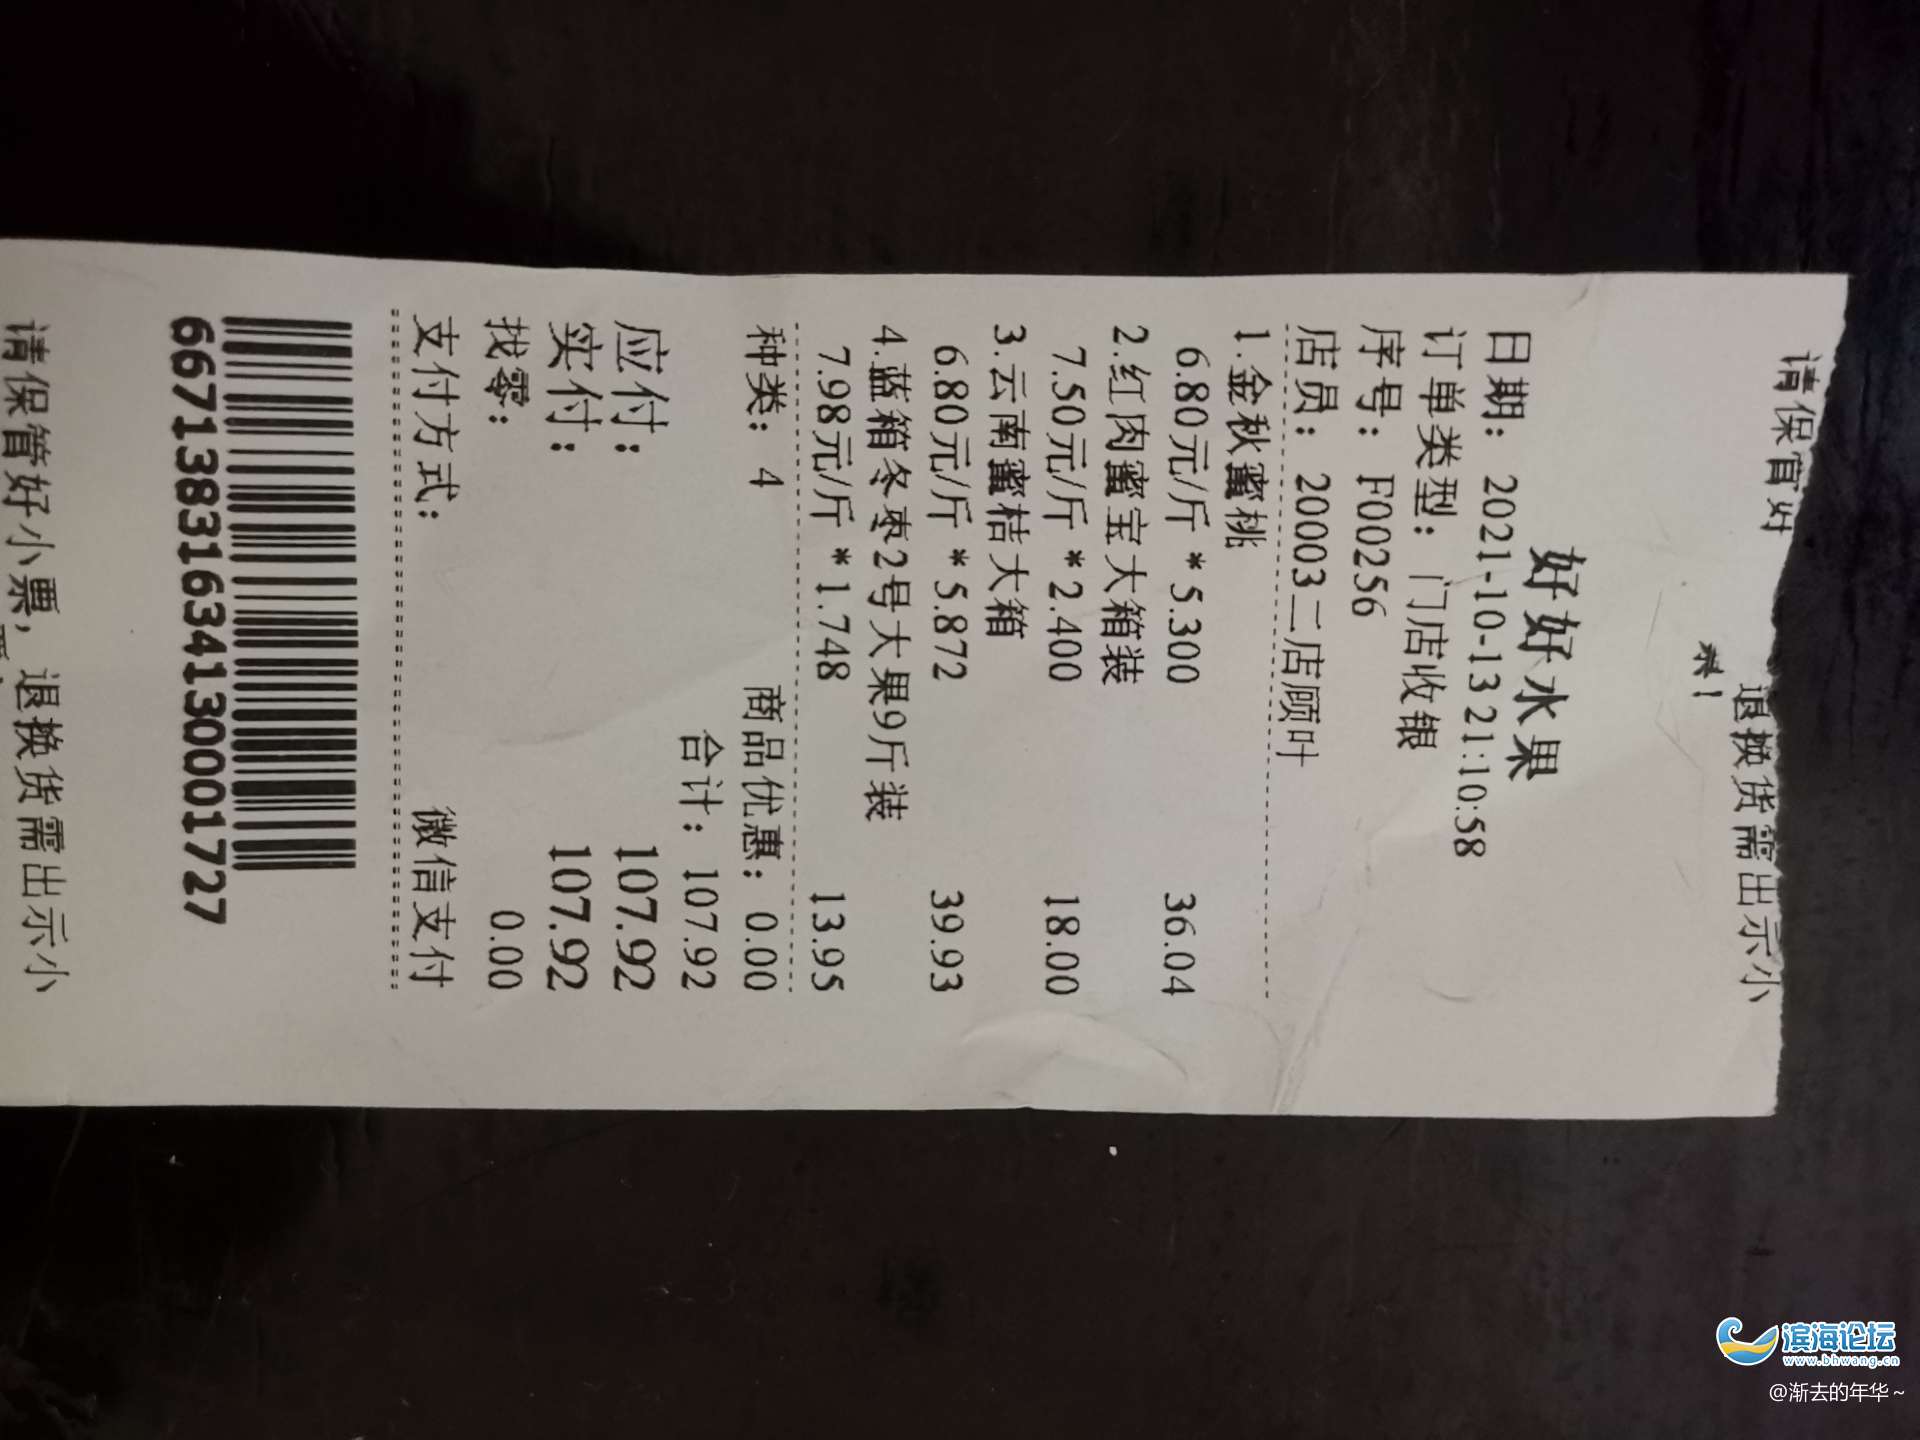 请保管好
退换货需出示小
票!
好好水果
日期: 2021-10-13 21:10:58
订单类型: 门店收银
序号: F00256
店员: 20003二店顾叶
1.金秋蜜桃
6.80元/斤 *5.300 36.04
2.红肉蜜宝大箱装
7.50元/斤 *2.400 18.00
3.云南蜜桔大箱
6.80元/斤 *5.872 39.93
4.蓝箱冬枣2号大果9斤装
7.98元/斤 *1.748 13.95
种类: 4 商品优惠: 0.00
合计: 107.92
应付: 107.92
实付: 107.92
找零: 0.00
支付方式: 微信支付
66713831634130001727
请保管好小票, 退换货需出示小
滨海论坛
www.bhwang.cn
@渐去的年华~